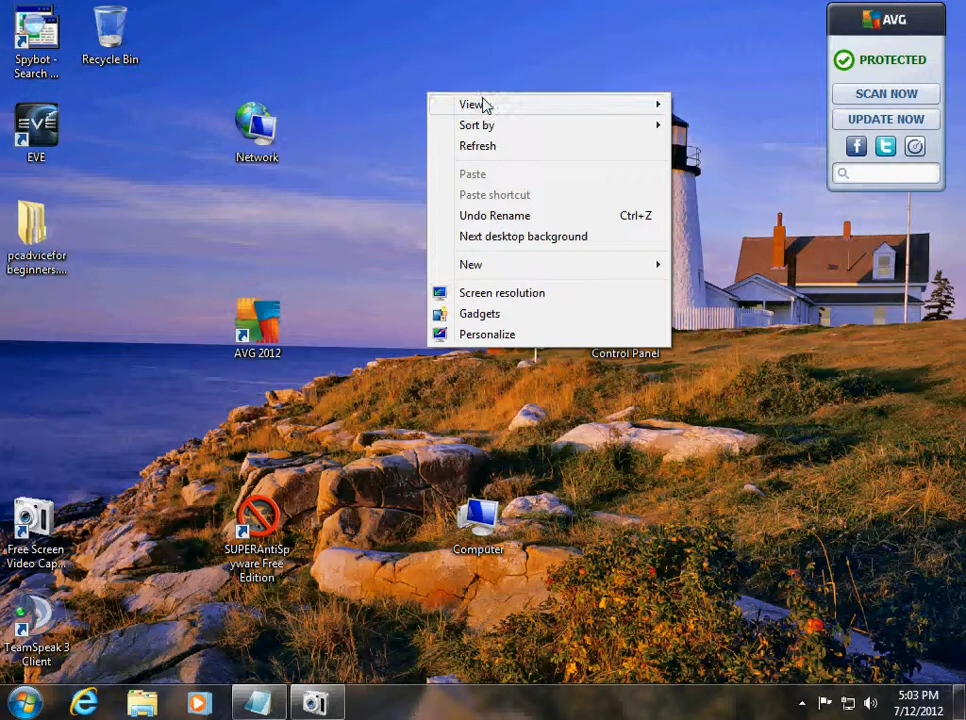 Spybot -
Search ...
Recycle Bin
EVE
EVE
Network
pcadvicefor
beginners....
AVG 2012
Free Screen
Video Cap...
SUPERAntiSp
yware Free
Edition
Computer
TeamSpeak 3
Client
Control Panel
View
Sort by
Refresh
Paste
Paste shortcut
Undo Rename Ctrl+Z
Next desktop background
New
Screen resolution
Gadgets
Personalize
AVG
PROTECTED
SCAN NOW
UPDATE NOW
5:03 PM
7/12/2012